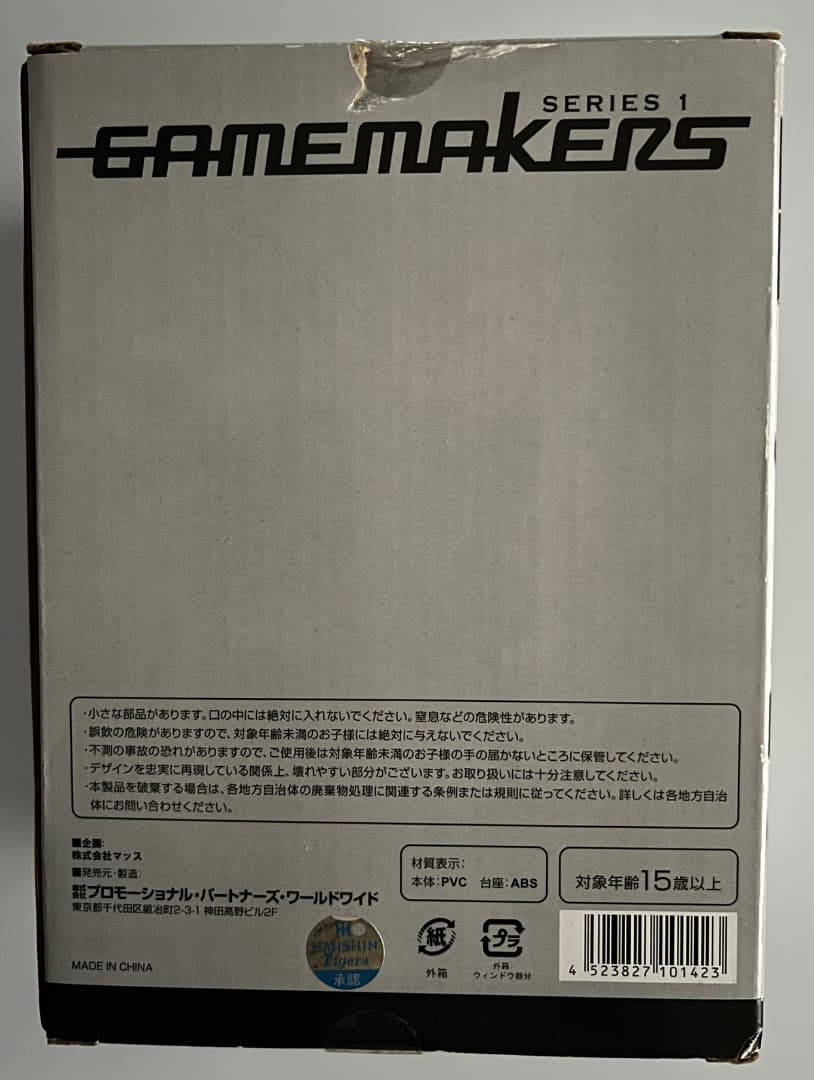 SERIES 1
GAMEMAKERS
・小さな部品があります。口の中には絶対に入れないでください。窒息などの危険性があります。
・誤飲の危険がありますので、対象年齢未満のお子様には絶対に与えないでください。
・不測の事故の恐れがありますので、ご使用後は対象年齢未満のお子様の手の届かないところに保管してください。
・デザインを忠実に再現している関係上、壊れやすい部分がございます。お取り扱いには十分注意してください。
・本製品を破棄する場合は、各地方自治体の廃棄物処理に関連する条例または規則に従ってください。詳しくは各地方自治
体にお問い合わせください。
■企画:
株式会社マッス
■発売元・製造:
株式会社プロモーショナル・パートナーズ・ワールドワイド
東京都千代田区鍛冶町2-3-1 神田高野ビル2F
MADE IN CHINA
HANSHIN
Tigers
承認
材質表示:
本体:PVC 台座:ABS
対象年齢15歳以上
紙
外箱
プラ
外箱:
ウィンドウ部分
4 523827 101423